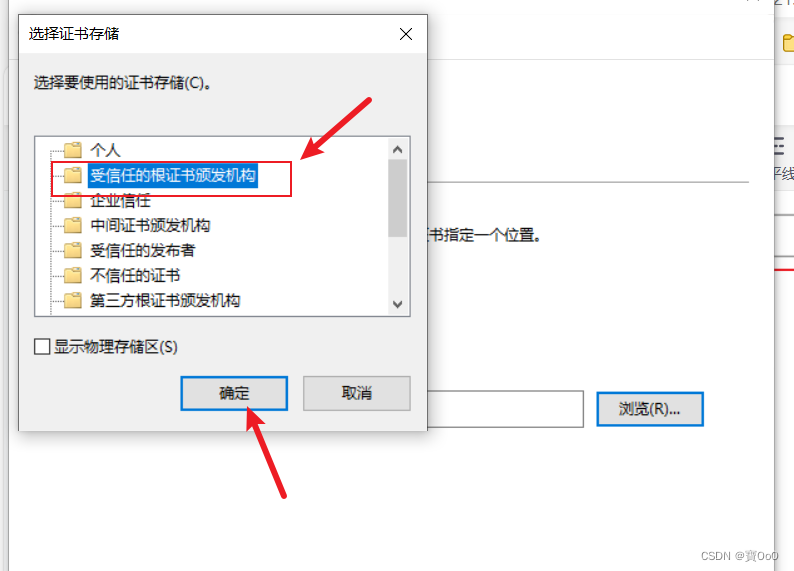 选择证书存储
选择要使用的证书存储(C)。
个人
受信任的根证书颁发机构
企业信任
中间证书颁发机构
受信任的发布者
不信任的证书
第三方根证书颁发机构
显示物理存储区(S)
确定
取消
书指定一个位置。
浏览(R)...
线
CSDN @寶OoO